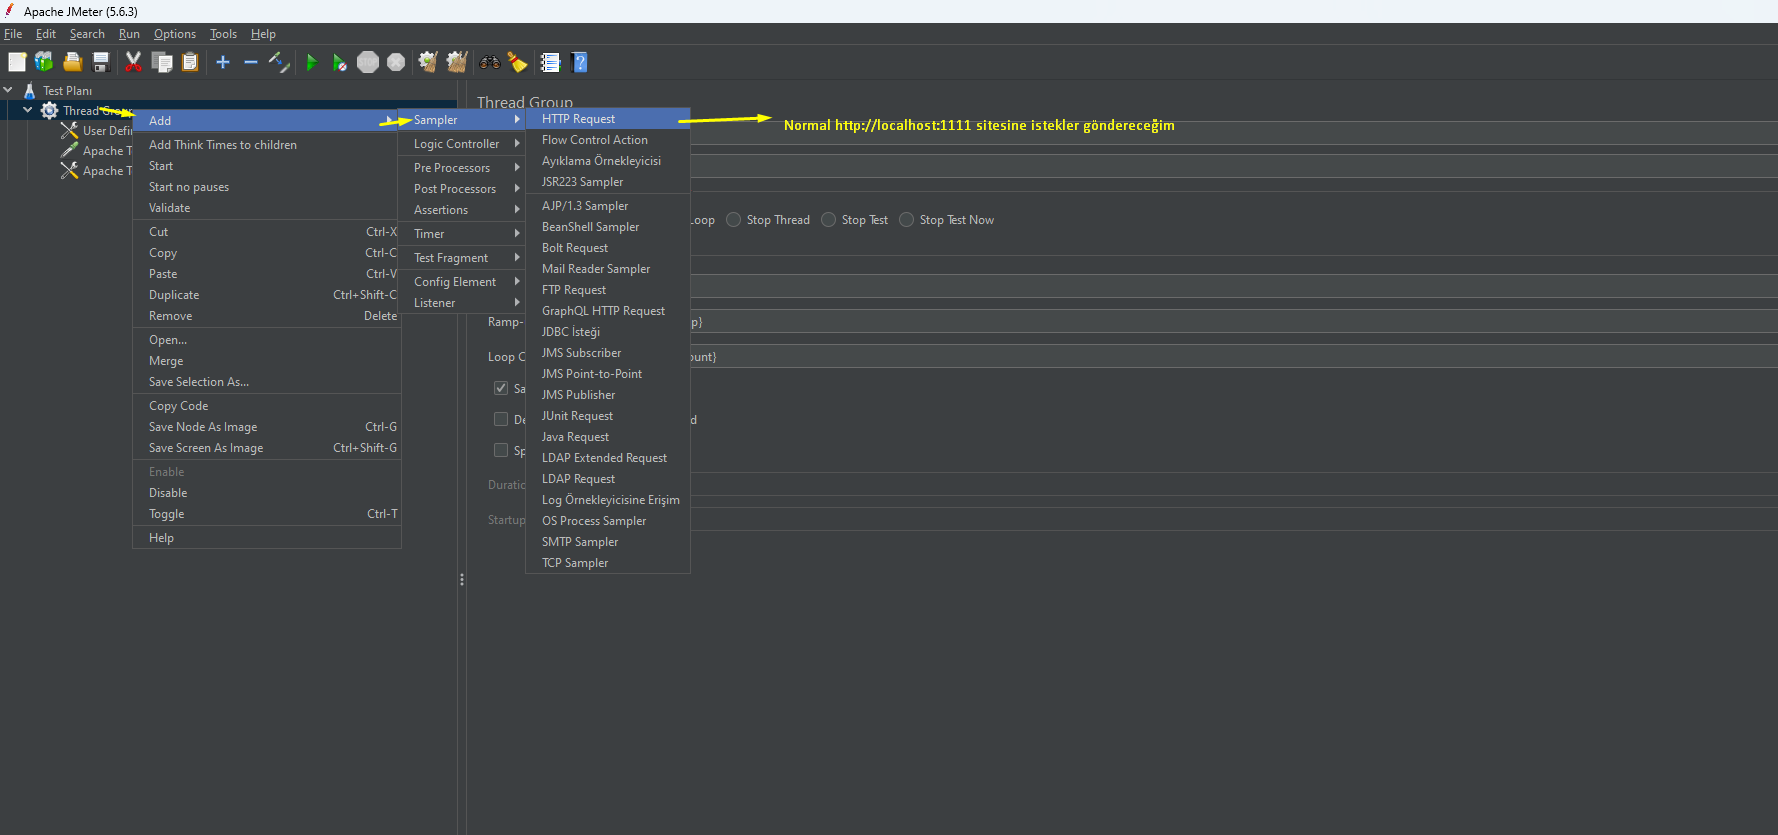 Apache JMeter (5.6.3)
File Edit Search Run Options Tools Help
Test Planı
Thread Group
User Defi
Apache T
Apache T
Add
Add Think Times to children
Start
Start no pauses
Validate
Cut Ctrl-X
Copy Ctrl-C
Paste Ctrl-V
Duplicate Ctrl+Shift-C
Remove Delete
Open...
Merge
Save Selection As...
Copy Code
Save Node As Image Ctrl-G
Save Screen As Image Ctrl+Shift-G
Enable
Disable
Toggle Ctrl-T
Help
Sampler
Logic Controller
Pre Processors
Post Processors
Assertions
Timer
Test Fragment
Config Element
Listener
HTTP Request
Flow Control Action
Ayıklama Örnekleyicisi
JSR223 Sampler
AJP/1.3 Sampler
BeanShell Sampler
Bolt Request
Mail Reader Sampler
FTP Request
GraphQL HTTP Request
JDBC İsteği
JMS Subscriber
JMS Point-to-Point
JMS Publisher
JUnit Request
Java Request
LDAP Extended Request
LDAP Request
Log Örnekleyicisine Erişim
OS Process Sampler
SMTP Sampler
TCP Sampler
Thread Group
Normal http://localhost:1111 sitesine istekler göndereceğim
Loop Stop Thread Stop Test Stop Test Now
Ramp- p}
Loop C ount}
Sa
De d
Sp
Duratic
Startup